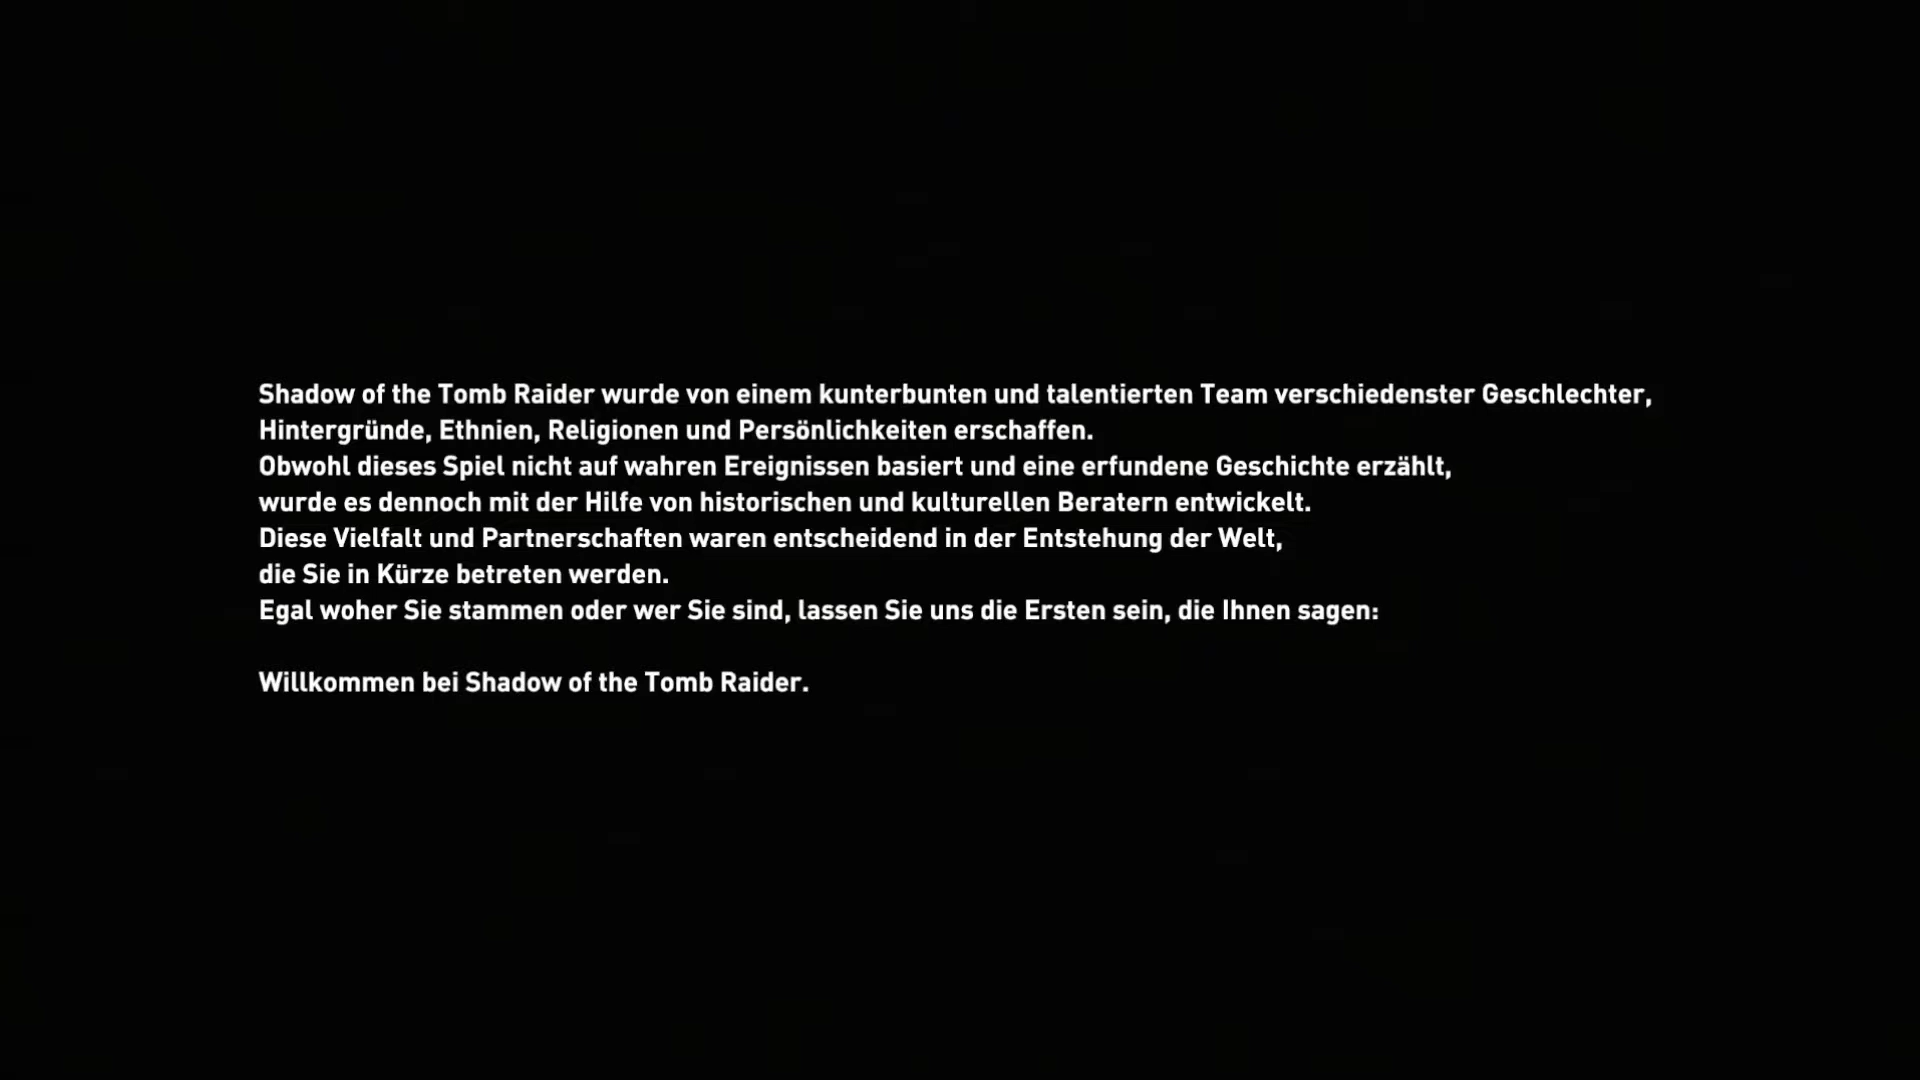 Shadow of the Tomb Raider wurde von einem kunterbunten und talentierten Team verschiedenster Geschlechter,
Hintergründe, Ethnien, Religionen und Persönlichkeiten erschaffen.
Obwohl dieses Spiel nicht auf wahren Ereignissen basiert und eine erfundene Geschichte erzählt,
wurde es dennoch mit der Hilfe von historischen und kulturellen Beratern entwickelt.
Diese Vielfalt und Partnerschaften waren entscheidend in der Entstehung der Welt,
die Sie in Kürze betreten werden.
Egal woher Sie stammen oder wer Sie sind, lassen Sie uns die Ersten sein, die Ihnen sagen:
Willkommen bei Shadow of the Tomb Raider.